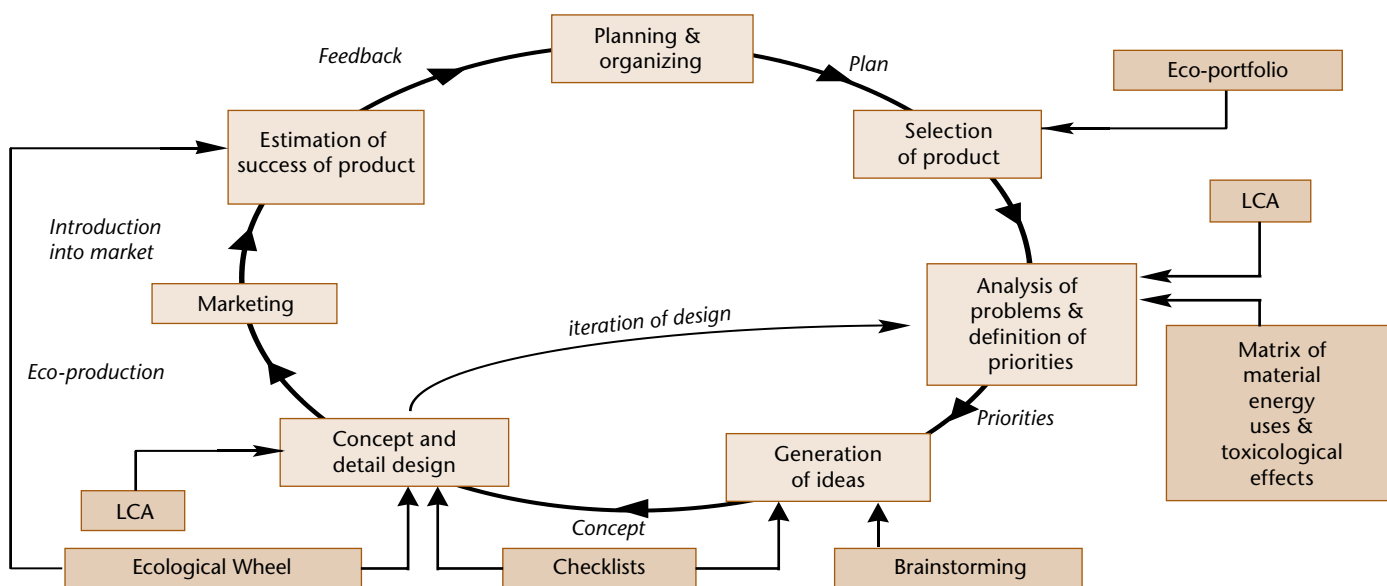 Planning &
organizing
Feedback
Plan
Eco-portfolio
Estimation of
success of product
Selection
of product
LCA
Introduction
into market
Analysis of
problems &
definition of
priorities
Marketing
iteration of design
Matrix of
material
energy
uses &
toxicological
effects
Eco-production
Priorities
Concept and
detail design
Generation
of ideas
LCA
Concept
Ecological Wheel
Checklists
Brainstorming